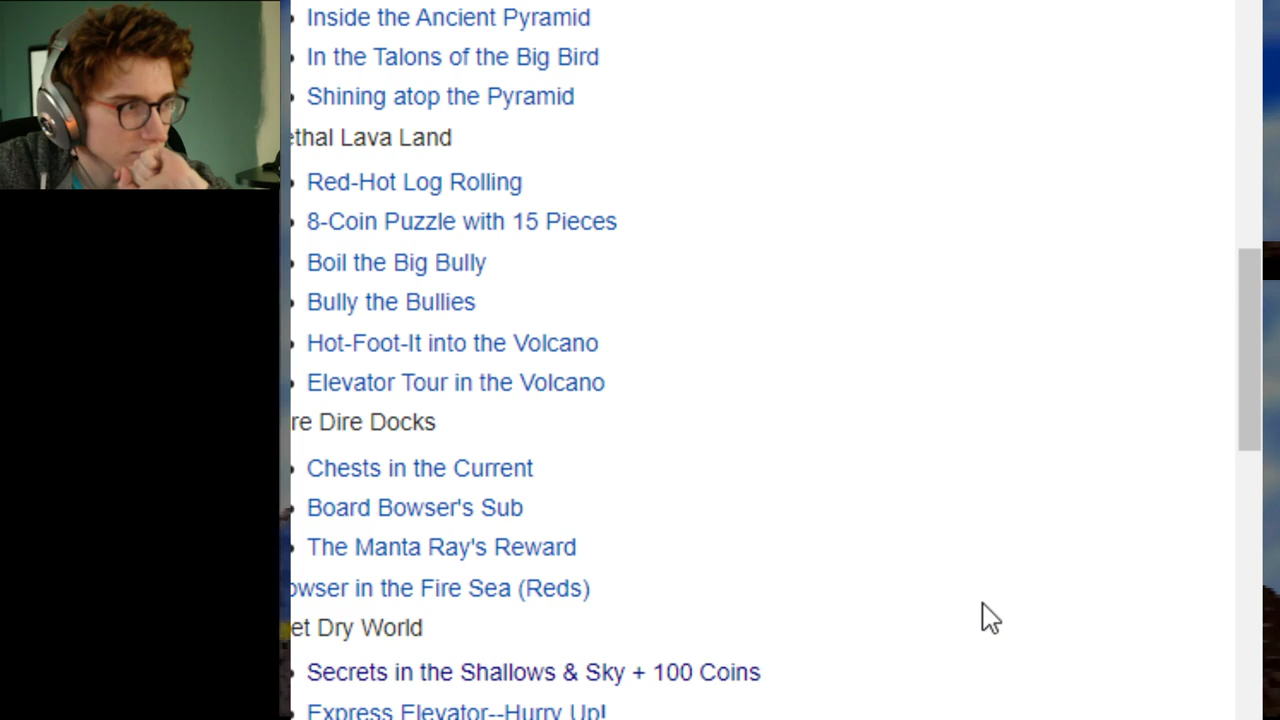 Inside the Ancient Pyramid
In the Talons of the Big Bird
Shining atop the Pyramid
ethal Lava Land
Red-Hot Log Rolling
8-Coin Puzzle with 15 Pieces
Boil the Big Bully
Bully the Bullies
Hot-Foot-It into the Volcano
Elevator Tour in the Volcano
re Dire Docks
Chests in the Current
Board Bowser's Sub
The Manta Ray's Reward
owser in the Fire Sea (Reds)
et Dry World
Secrets in the Shallows & Sky + 100 Coins
Express Elevator--Hurry Up!